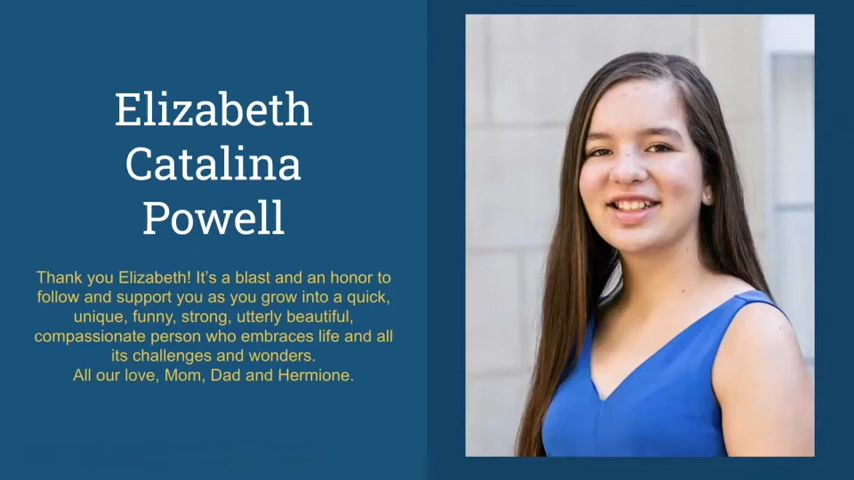 Elizabeth
Catalina
Powell
Thank you Elizabeth! It's a blast and an honor to
follow and support you as you grow into a quick,
unique, funny, strong, utterly beautiful,
compassionate person who embraces life and all
its challenges and wonders.
All our love, Mom, Dad and Hermione.